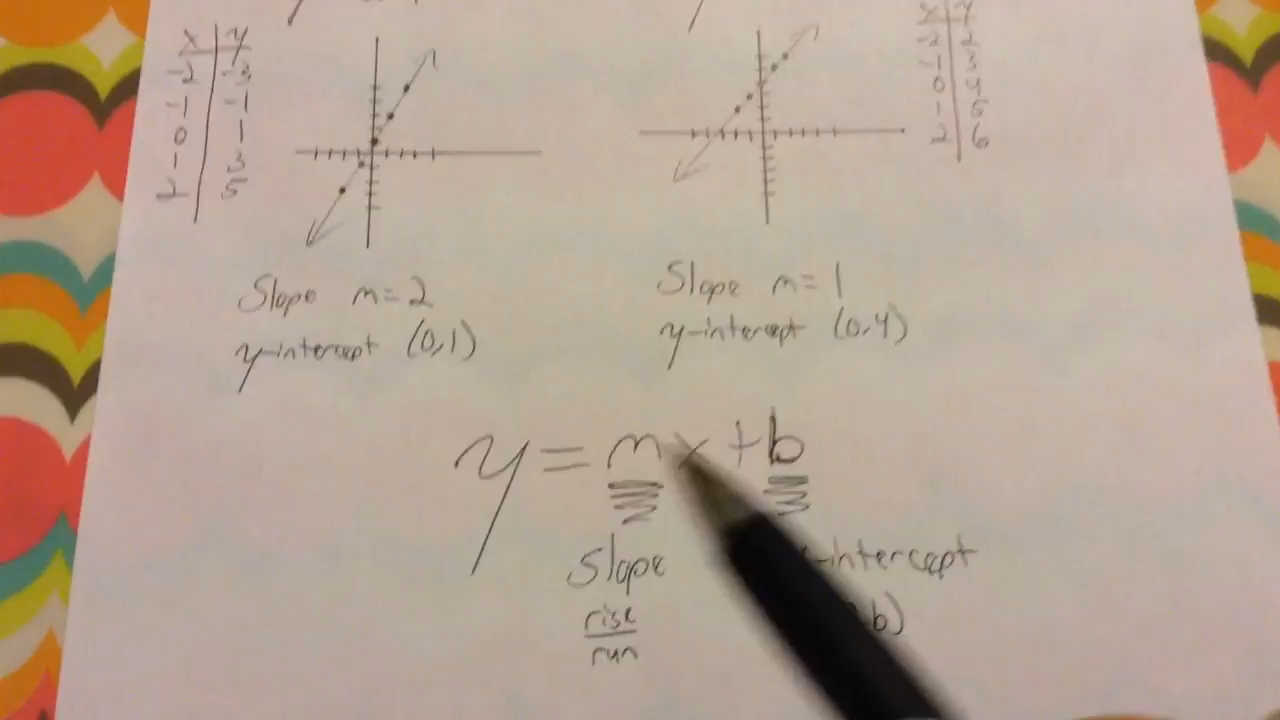 x y
-2 -3
-1 -1
0 1
1 3
2 5
x y
-2 2
-1 3
0
1 5
2 6
Slope m = 2
y-intercept (0,1)
Slope m = 1
y-intercept (0,4)
y = mx + b
Slope
rise
run
-intercept
b)